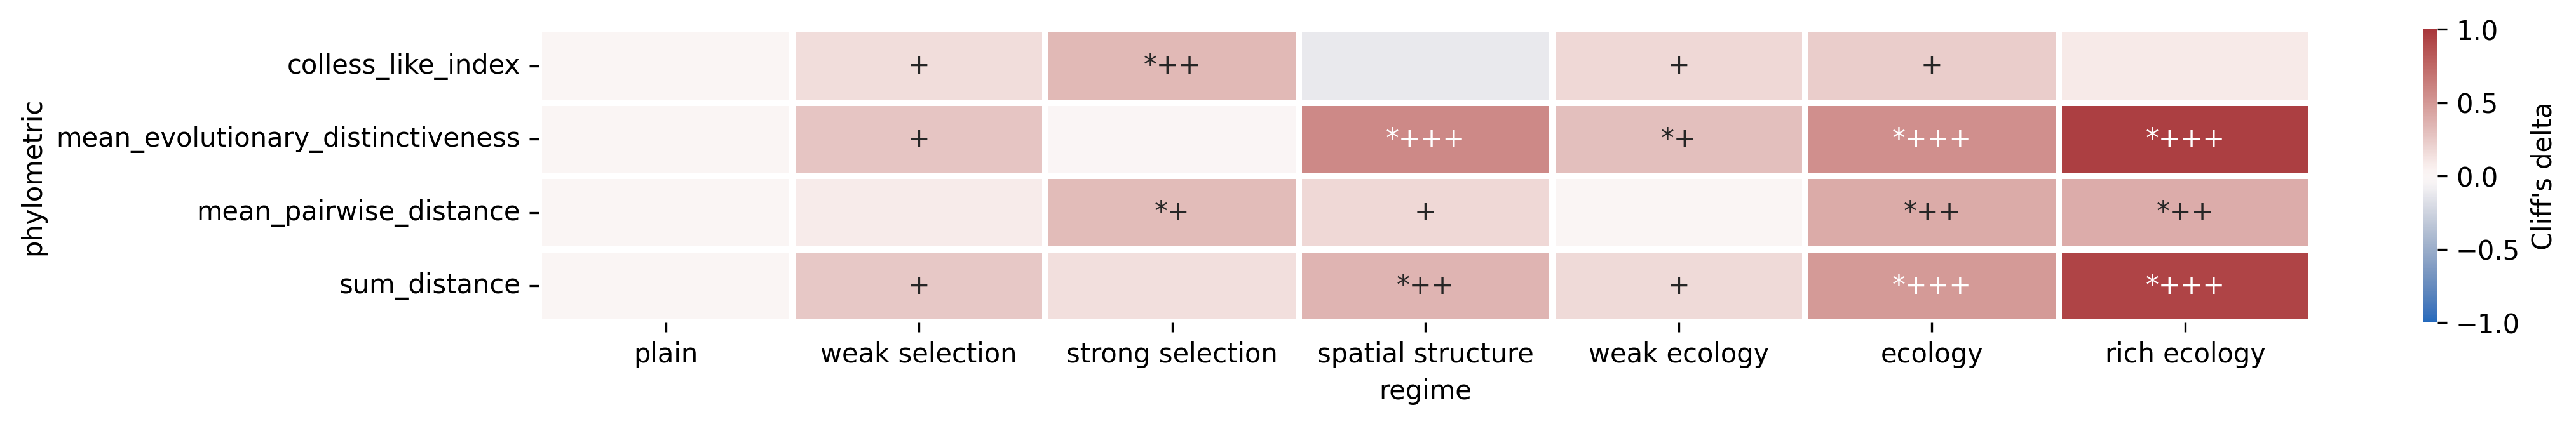 phylometric
colless_like_index + *++ + +
mean_evolutionary_distinctiveness + *+++ *+ *+++ *+++
mean_pairwise_distance *+ + *++ *++
sum_distance + *++ + *+++ *+++
plain weak selection strong selection spatial structure weak ecology ecology rich ecology
regime
1.0
0.5
0.0
−0.5
−1.0
Cliff's delta